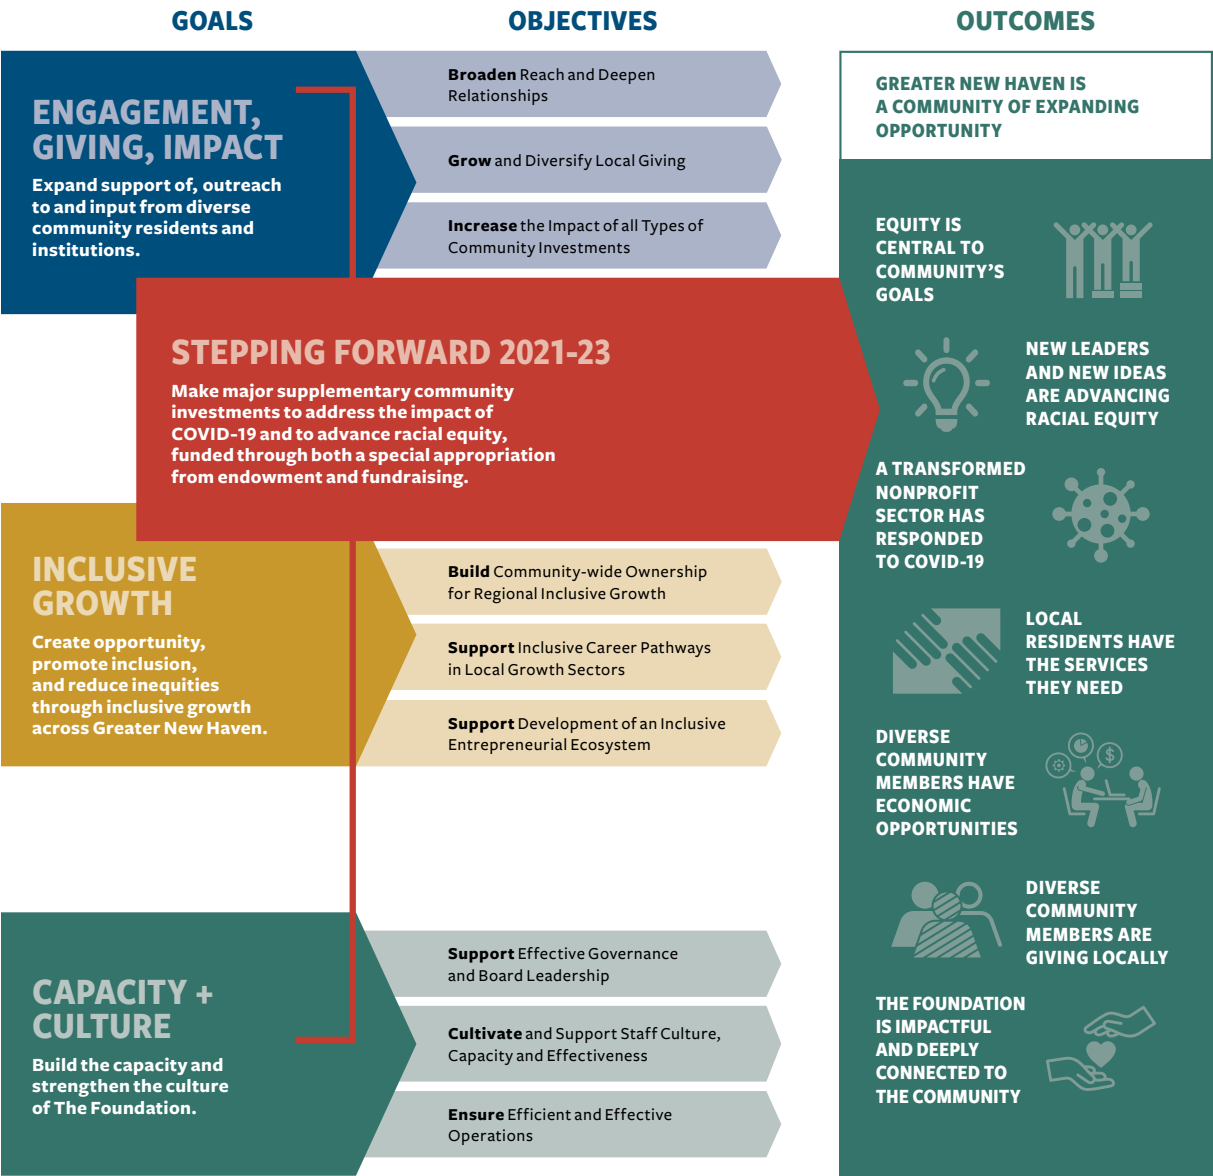 GOALS
OBJECTIVES
OUTCOMES
ENGAGEMENT,
GIVING, IMPACT
Expand support of, outreach
to and input from diverse
community residents and
institutions.
Broaden Reach and Deepen
Relationships
Grow and Diversify Local Giving
Increase the Impact of all Types of
Community Investments
STEPPING FORWARD 2021-23
Make major supplementary community
investments to address the impact of
COVID-19 and to advance racial equity,
funded through both a special appropriation
from endowment and fundraising.
INCLUSIVE
GROWTH
Create opportunity,
promote inclusion,
and reduce inequities
through inclusive growth
across Greater New Haven.
Build Community-wide Ownership
for Regional Inclusive Growth
Support Inclusive Career Pathways
in Local Growth Sectors
Support Development of an Inclusive
Entrepreneurial Ecosystem
CAPACITY +
CULTURE
Build the capacity and
strengthen the culture
of The Foundation.
Support Effective Governance
and Board Leadership
Cultivate and Support Staff Culture,
Capacity and Effectiveness
Ensure Efficient and Effective
Operations
GREATER NEW HAVEN IS
A COMMUNITY OF EXPANDING
OPPORTUNITY
EQUITY IS
CENTRAL TO
COMMUNITY'S
GOALS
NEW LEADERS
AND NEW IDEAS
ARE ADVANCING
RACIAL EQUITY
A TRANSFORMED
NONPROFIT
SECTOR HAS
RESPONDED
TO COVID-19
LOCAL
RESIDENTS HAVE
THE SERVICES
THEY NEED
DIVERSE
COMMUNITY
MEMBERS HAVE
ECONOMIC
OPPORTUNITIES
$
DIVERSE
COMMUNITY
MEMBERS ARE
GIVING LOCALLY
THE FOUNDATION
IS IMPACTFUL
AND DEEPLY
CONNECTED TO
THE COMMUNITY